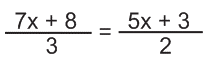 (7x + 8)/3 = (5x + 3)/2